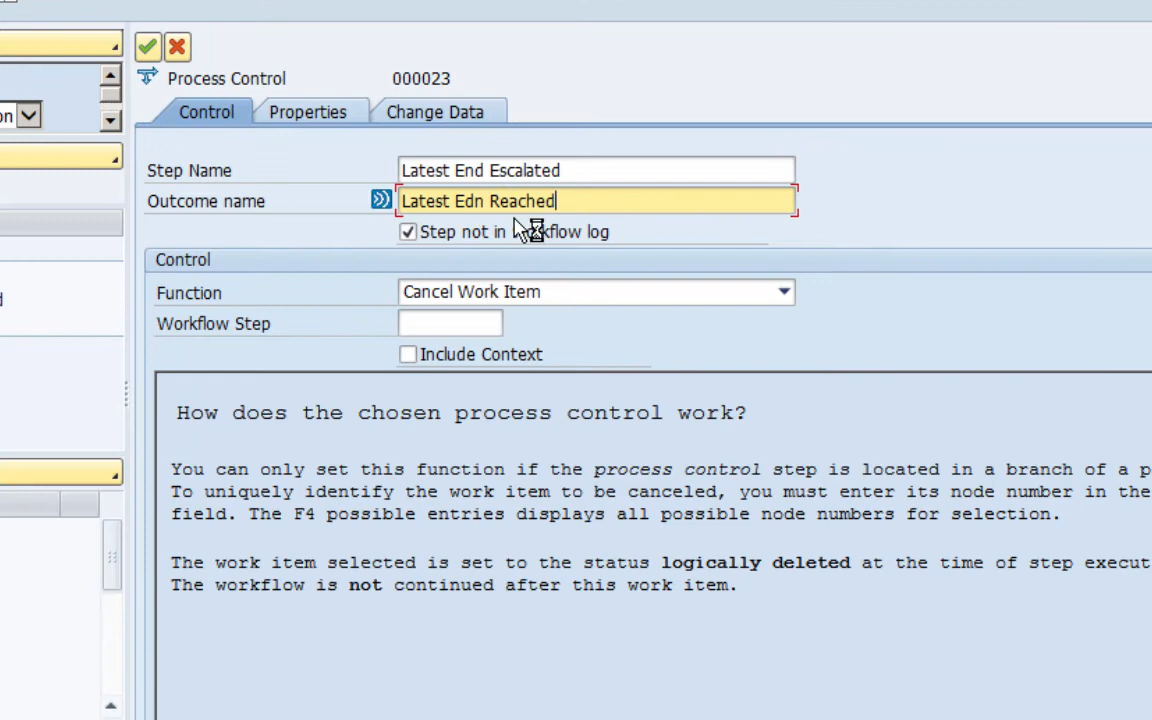 Process Control 000023
Control Properties Change Data
Step Name Latest End Escalated
Outcome name Latest Edn Reached
Step not in kflow log
on
Control
Function Cancel Work Item
d
Workflow Step
Include Context
How does the chosen process control work?
You can only set this function if the process control step is located in a branch of a p
To uniquely identify the work item to be canceled, you must enter its node number in the
field. The F4 possible entries displays all possible node numbers for selection.
The work item selected is set to the status logically deleted at the time of step execut
The workflow is not continued after this work item.